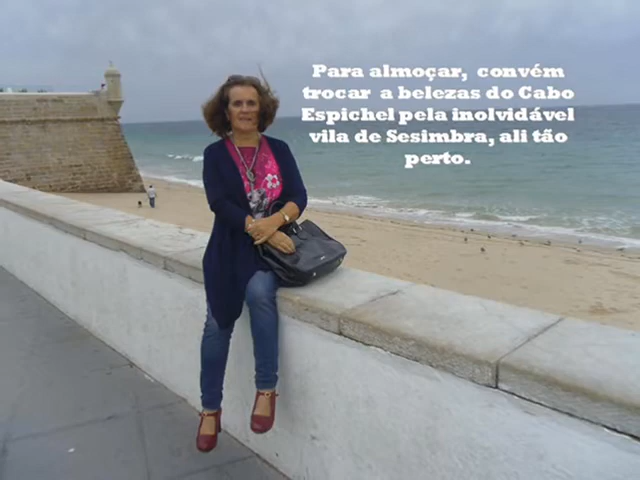 Para almoçar, convém
trocar a belezas do Cabo
Espichel pela inolvidável
vila de Sesimbra, ali tão
perto.